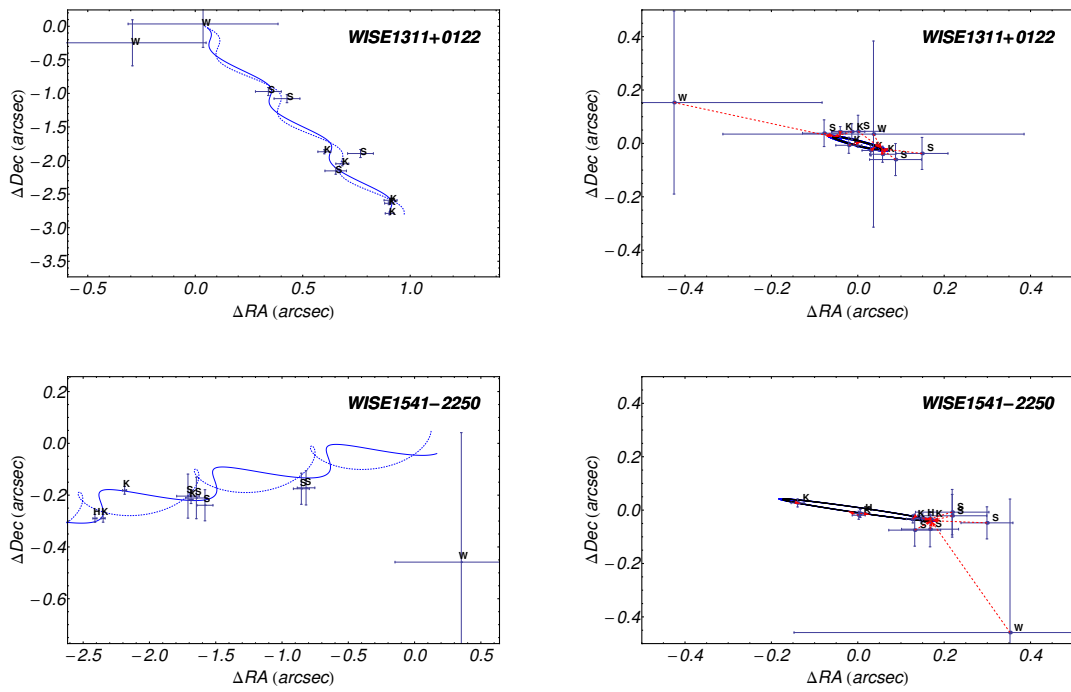 WISE1311+0122
0.0
−0.5
−1.0
−1.5
−2.0
−2.5
−3.0
−3.5
ΔDec (arcsec)
W
W
S
S
K
S
K
S
K
K
K
−0.5 0.0 0.5 1.0
ΔRA (arcsec)
WISE1311+0122
0.4
0.2
0.0
−0.2
−0.4
ΔDec (arcsec)
W
S
K
K
S
W
K
K
K
S
S
−0.4 −0.2 0.0 0.2 0.4
ΔRA (arcsec)
WISE1541−2250
0.2
0.0
−0.2
−0.4
−0.6
ΔDec (arcsec)
H
K
K
S
S
K
S
S
S
W
−2.5 −2.0 −1.5 −1.0 −0.5 0.0 0.5
ΔRA (arcsec)
WISE1541−2250
0.4
0.2
0.0
−0.2
−0.4
ΔDec (arcsec)
K
K
H
K
S
S
S
S
S
W
−0.4 −0.2 0.0 0.2 0.4
ΔRA (arcsec)